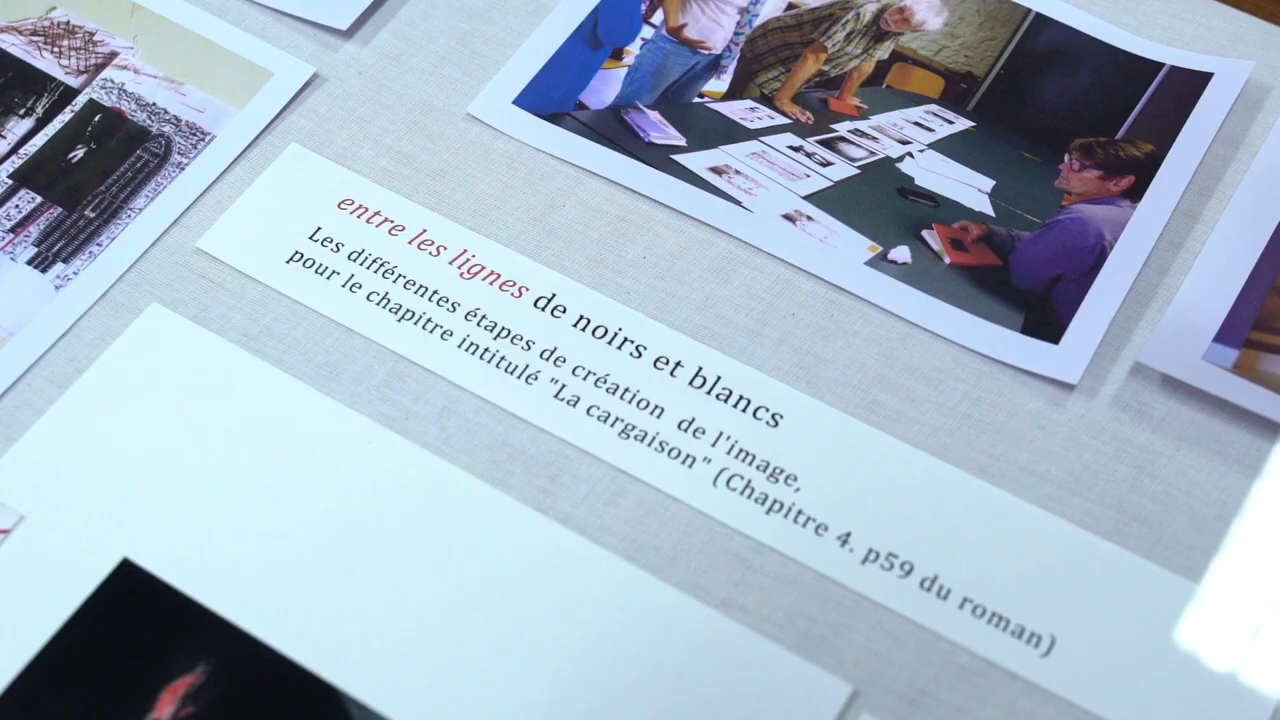 entre les lignes de noirs et blancs
Les différentes étapes de création de l'image,
pour le chapitre intitulé "La cargaison" (Chapitre 4. p59 du roman)